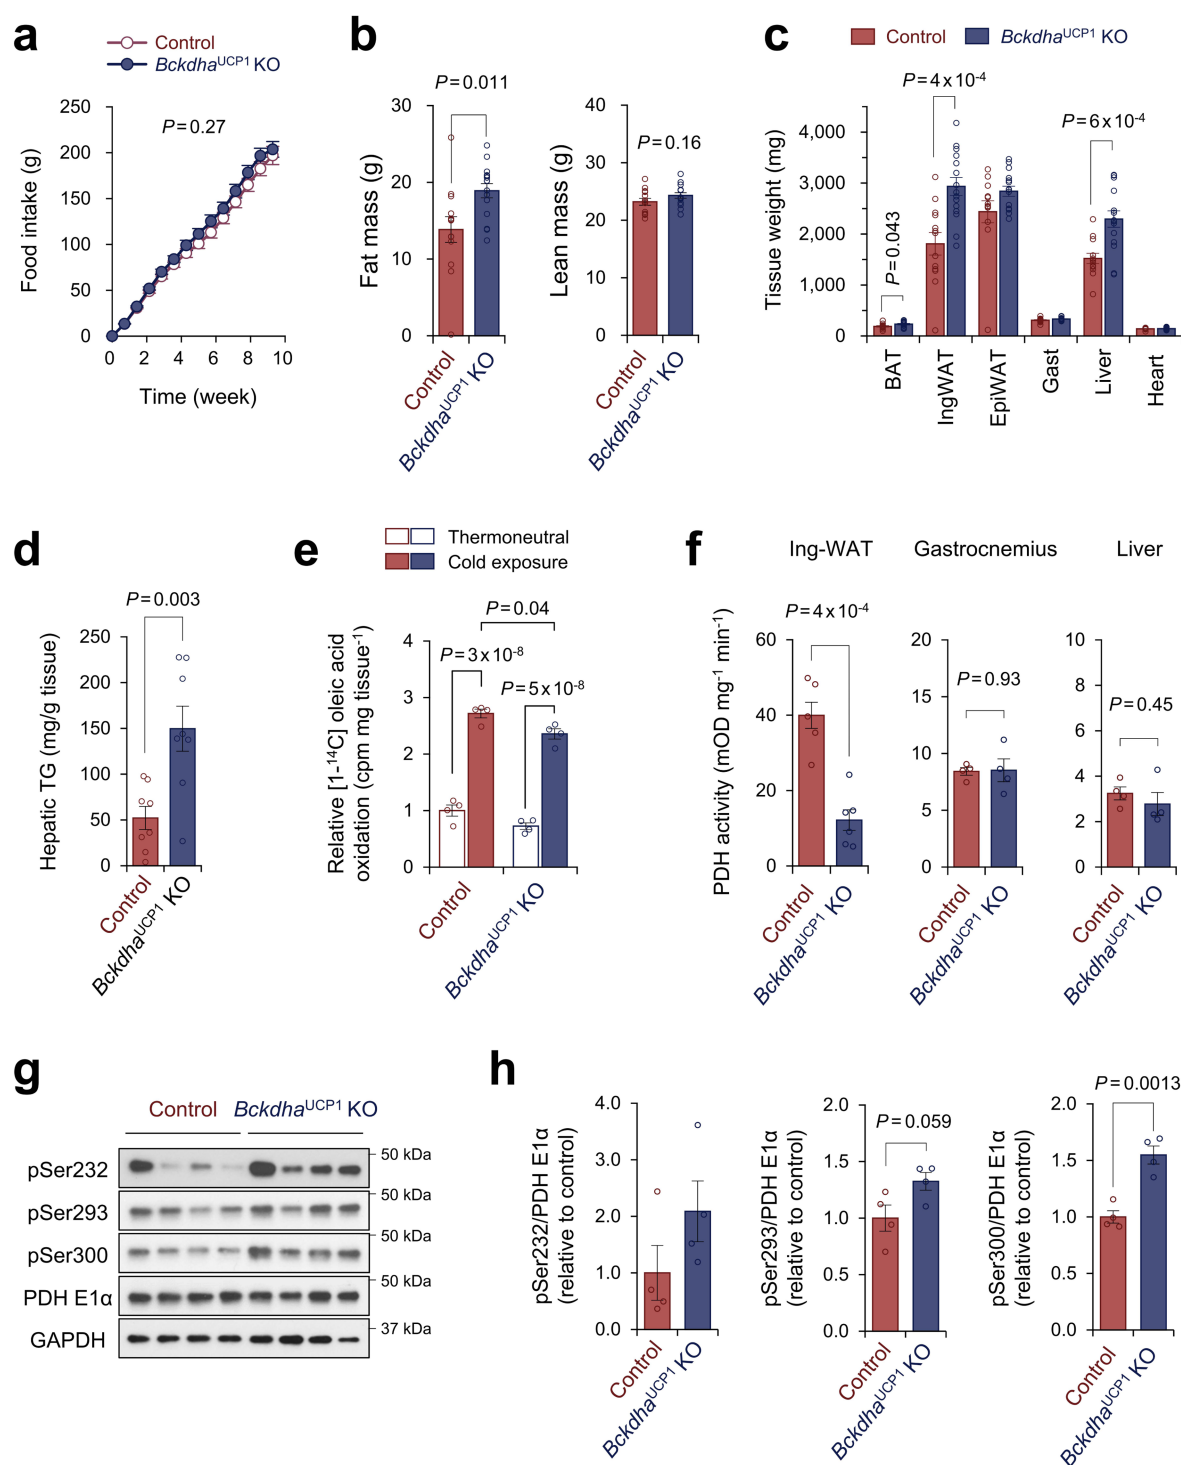 a
Control
Bckdha^UCP1 KO
P=0.27
Food intake (g)
250
200
150
100
50
0
0 2 4 6 8 10
Time (week)
b
P=0.011
Fat mass (g)
30
20
10
0
Control
Bckdha^UCP1 KO
P=0.16
Lean mass (g)
40
30
20
10
0
Control
Bckdha^UCP1 KO
c
Control Bckdha^UCP1 KO
P=4x10^-4
P=6x10^-4
P=0.043
Tissue weight (mg)
4,000
3,000
2,000
1,000
0
BAT
IngWAT
EpiWAT
Gast
Liver
Heart
d
P=0.003
Hepatic TG (mg/g tissue)
250
200
150
100
50
0
Control
Bckdha^UCP1 KO
e
Thermoneutral
Cold exposure
P=0.04
P=3x10^-8
P=5x10^-8
Relative [1-^14C] oleic acid
oxidation (cpm mg tissue^-1)
4
3
2
1
0
Control
Bckdha^UCP1 KO
f
Ing-WAT
Gastrocnemius
Liver
P=4x10^-4
PDH activity (mOD mg^-1 min^-1)
60
40
20
0
Control
Bckdha^UCP1 KO
P=0.93
20
15
10
5
0
Control
Bckdha^UCP1 KO
P=0.45
10
8
6
4
2
0
Control
Bckdha^UCP1 KO
g
Control Bckdha^UCP1 KO
pSer232
50 kDa
pSer293
50 kDa
pSer300
50 kDa
PDH E1α
50 kDa
GAPDH
37 kDa
h
pSer232/PDH E1α
(relative to control)
4.0
3.0
2.0
1.0
0.0
Control
Bckdha^UCP1 KO
P=0.059
pSer293/PDH E1α
(relative to control)
2.0
1.5
1.0
0.5
0.0
Control
Bckdha^UCP1 KO
P=0.0013
pSer300/PDH E1α
(relative to control)
2.0
1.5
1.0
0.5
0.0
Control
Bckdha^UCP1 KO